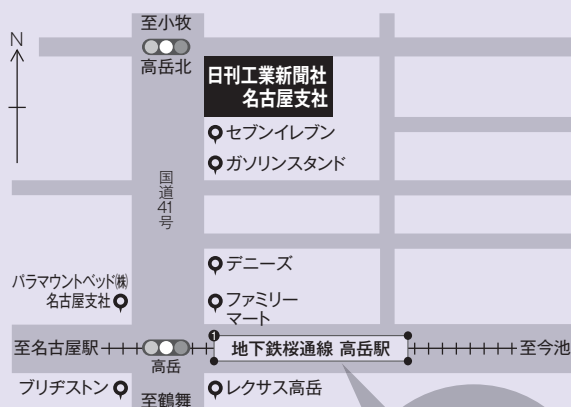 至小牧
N
高岳北
日刊工業新聞社
名古屋支社
セブンイレブン
ガソリンスタンド
国道41号
デニーズ
パラマウントベッド㈱
名古屋支社
ファミリー
マート
至名古屋駅
1
地下鉄桜通線 高岳駅
至今池
高岳
ブリヂストン
至鶴舞
レクサス高岳